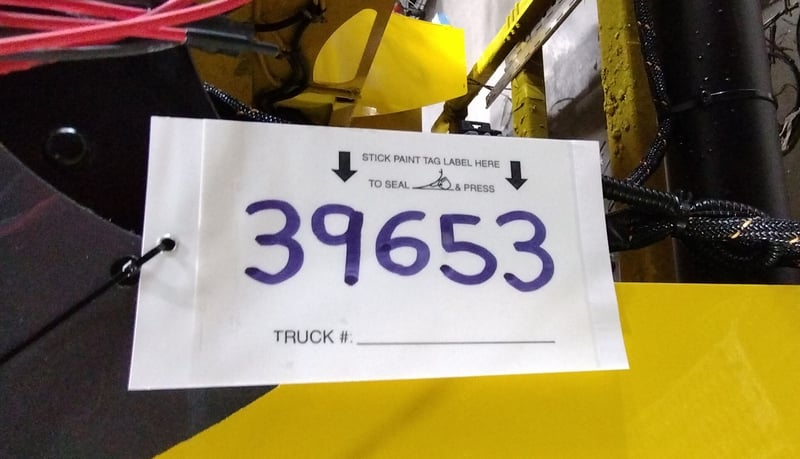 STICK PAINT TAG LABEL HERE
TO SEAL & PRESS
39653
TRUCK #: